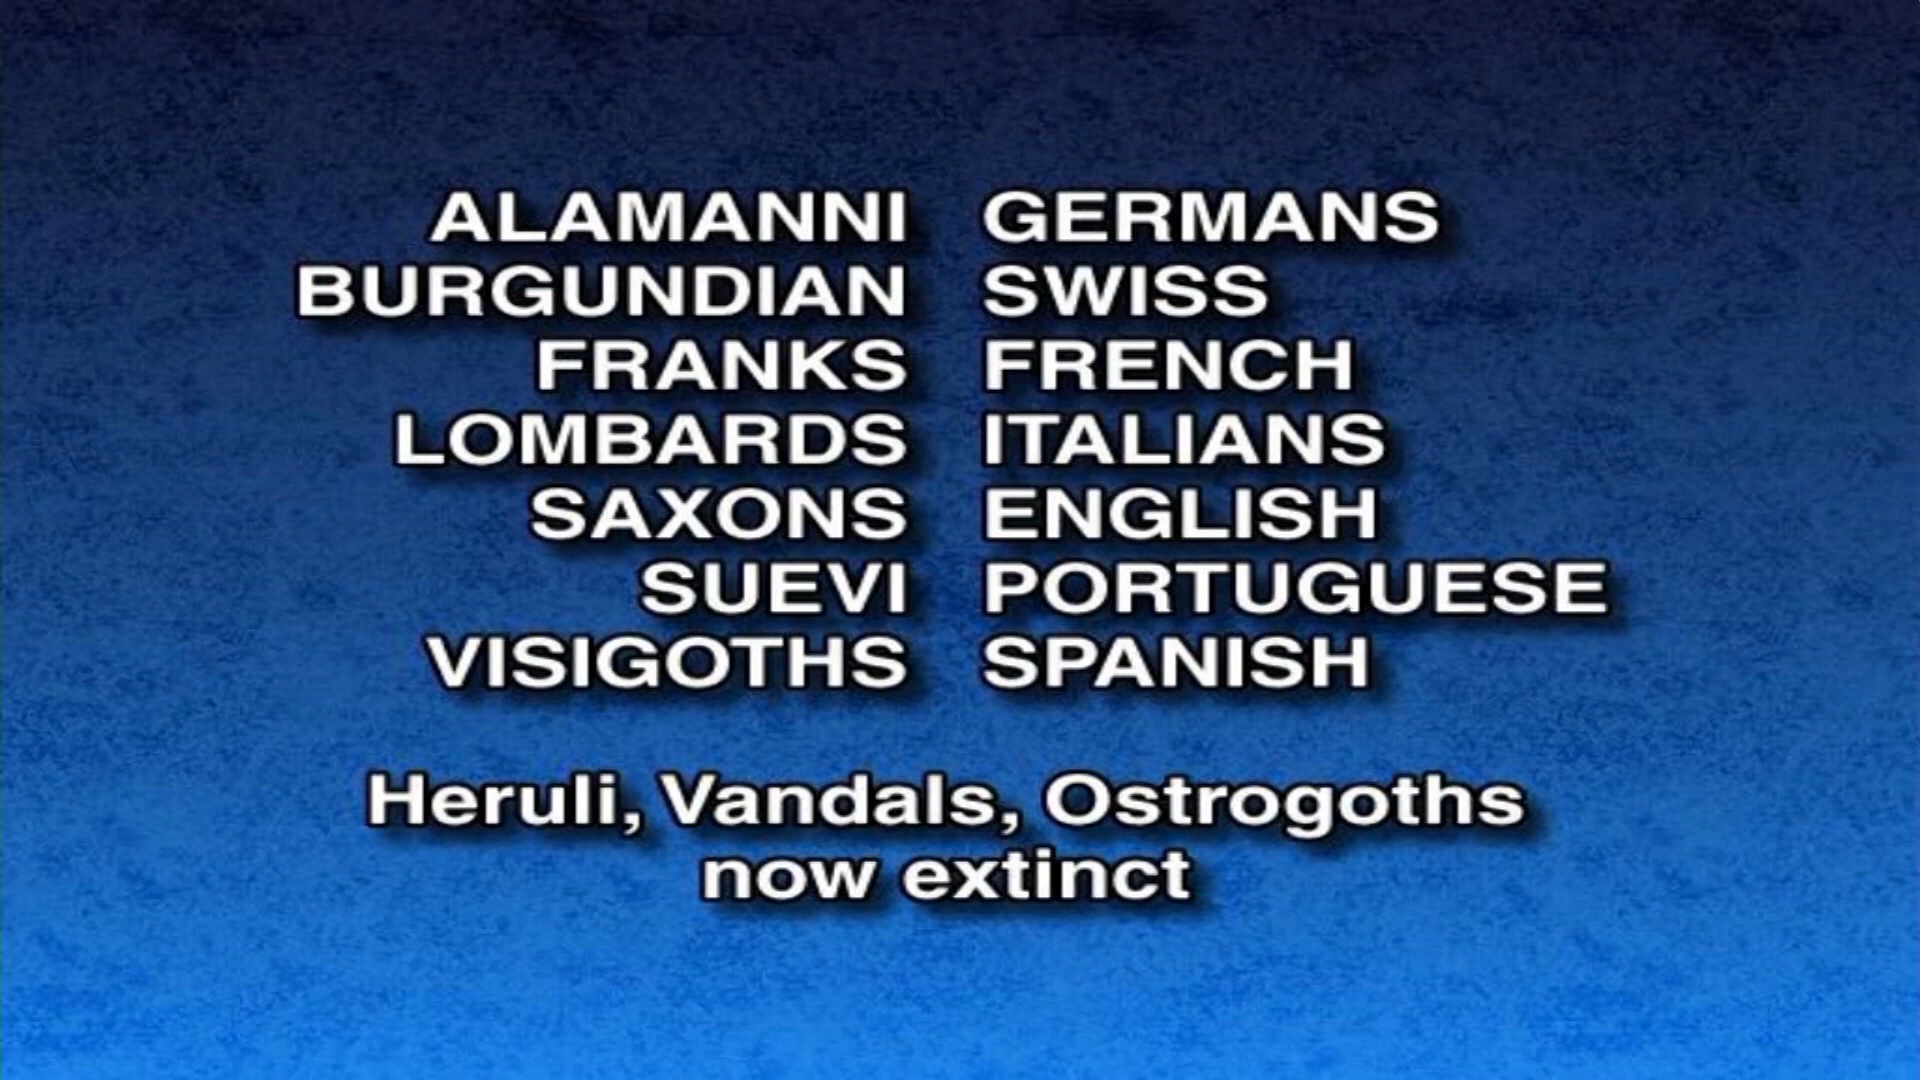 ALAMANNI GERMANS
BURGUNDIAN SWISS
FRANKS FRENCH
LOMBARDS ITALIANS
SAXONS ENGLISH
SUEVI PORTUGUESE
VISIGOTHS SPANISH
Heruli, Vandals, Ostrogoths
now extinct